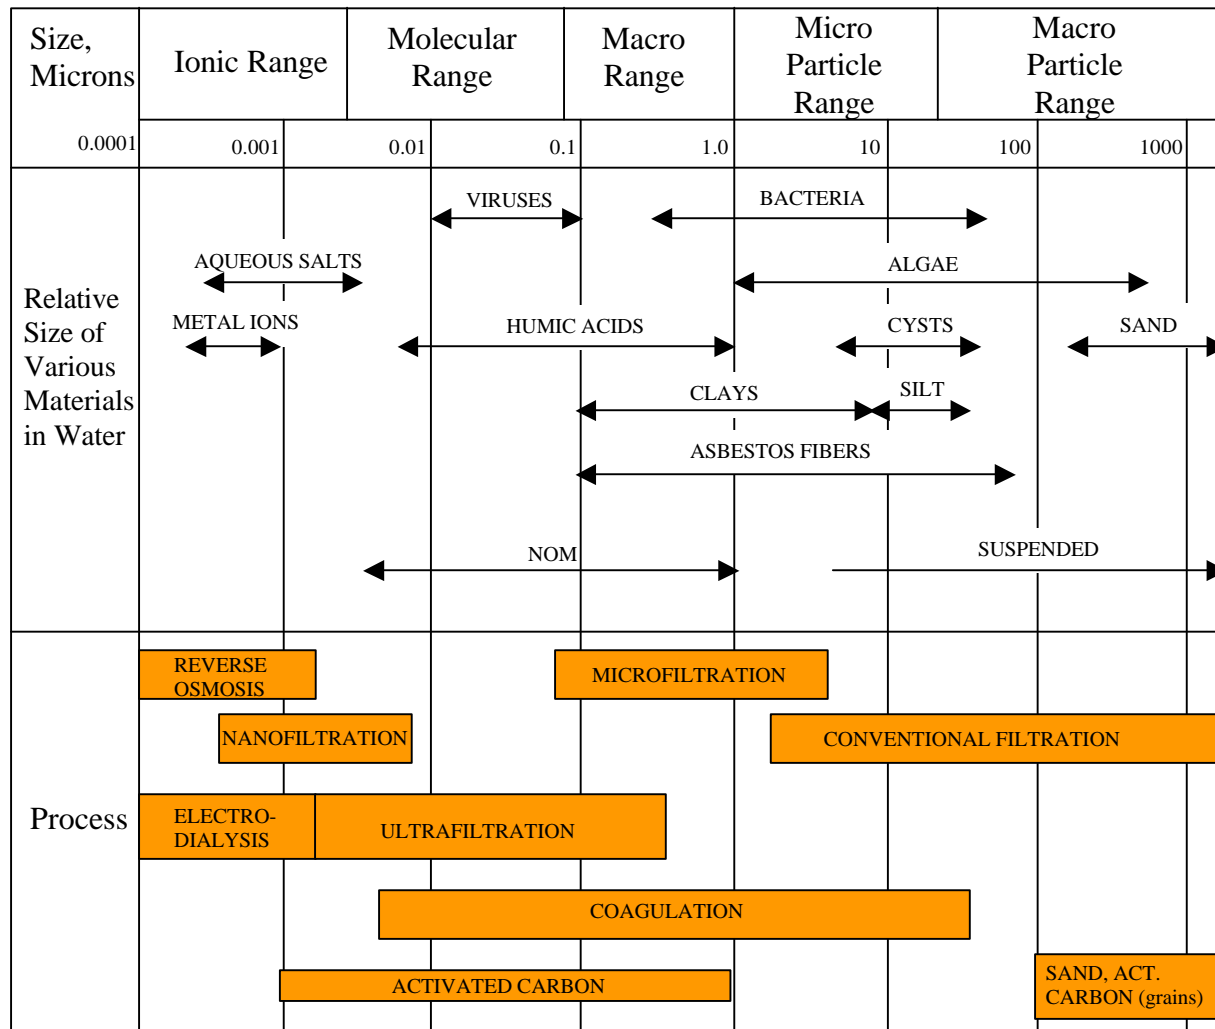 Size,
Microns
Ionic Range
Molecular
Range
Macro
Range
Micro
Particle
Range
Macro
Particle
Range
0.0001
0.001
0.01
0.1
1.0
10
100
1000
Relative
Size of
Various
Materials
in Water
VIRUSES
BACTERIA
AQUEOUS SALTS
ALGAE
METAL IONS
HUMIC ACIDS
CYSTS
SAND
CLAYS
SILT
ASBESTOS FIBERS
NOM
SUSPENDED
Process
REVERSE
OSMOSIS
MICROFILTRATION
NANOFILTRATION
CONVENTIONAL FILTRATION
ELECTRO-
DIALYSIS
ULTRAFILTRATION
COAGULATION
ACTIVATED CARBON
SAND, ACT.
CARBON (grains)